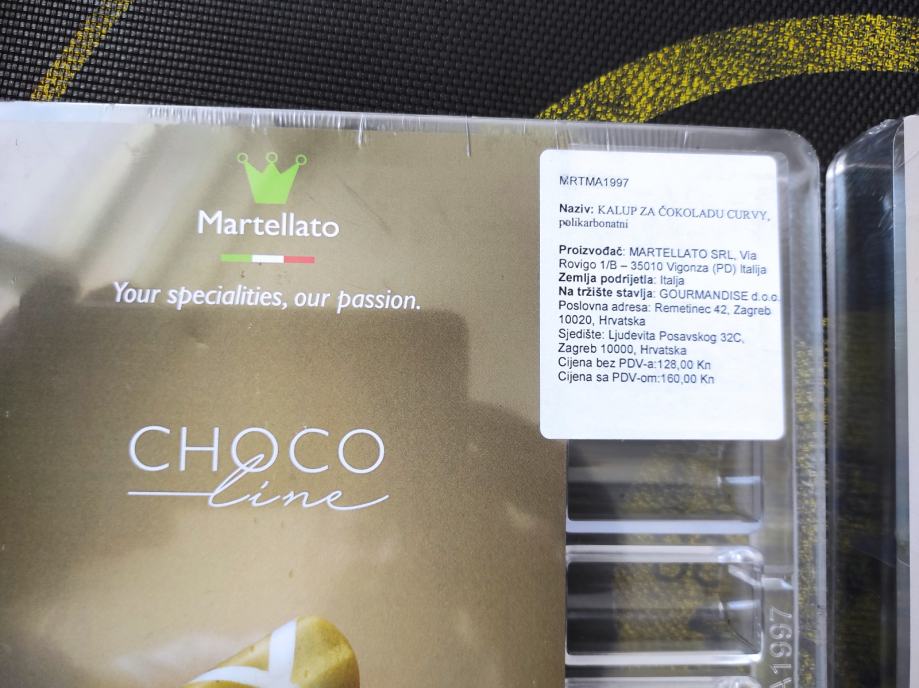 Martellato
Your specialities, our passion.
CHOCO
line
MRTMA1997
Naziv: KALUP ZA ČOKOLADU CURVY,
polikarbonatni
Proizvođač: MARTELLATO SRL, Via
Rovigo 1/B – 35010 Vigonza (PD) Italija
Zemlja podrijetla: Italja
Na tržište stavlja: GOURMANDISE d.o.o.
Poslovna adresa: Remetinec 42, Zagreb
10020, Hrvatska
Sjedište: Ljudevita Posavskog 32C,
Zagreb 10000, Hrvatska
Cijena bez PDV-a:128,00 Kn
Cijena sa PDV-om:160,00 Kn
A1997